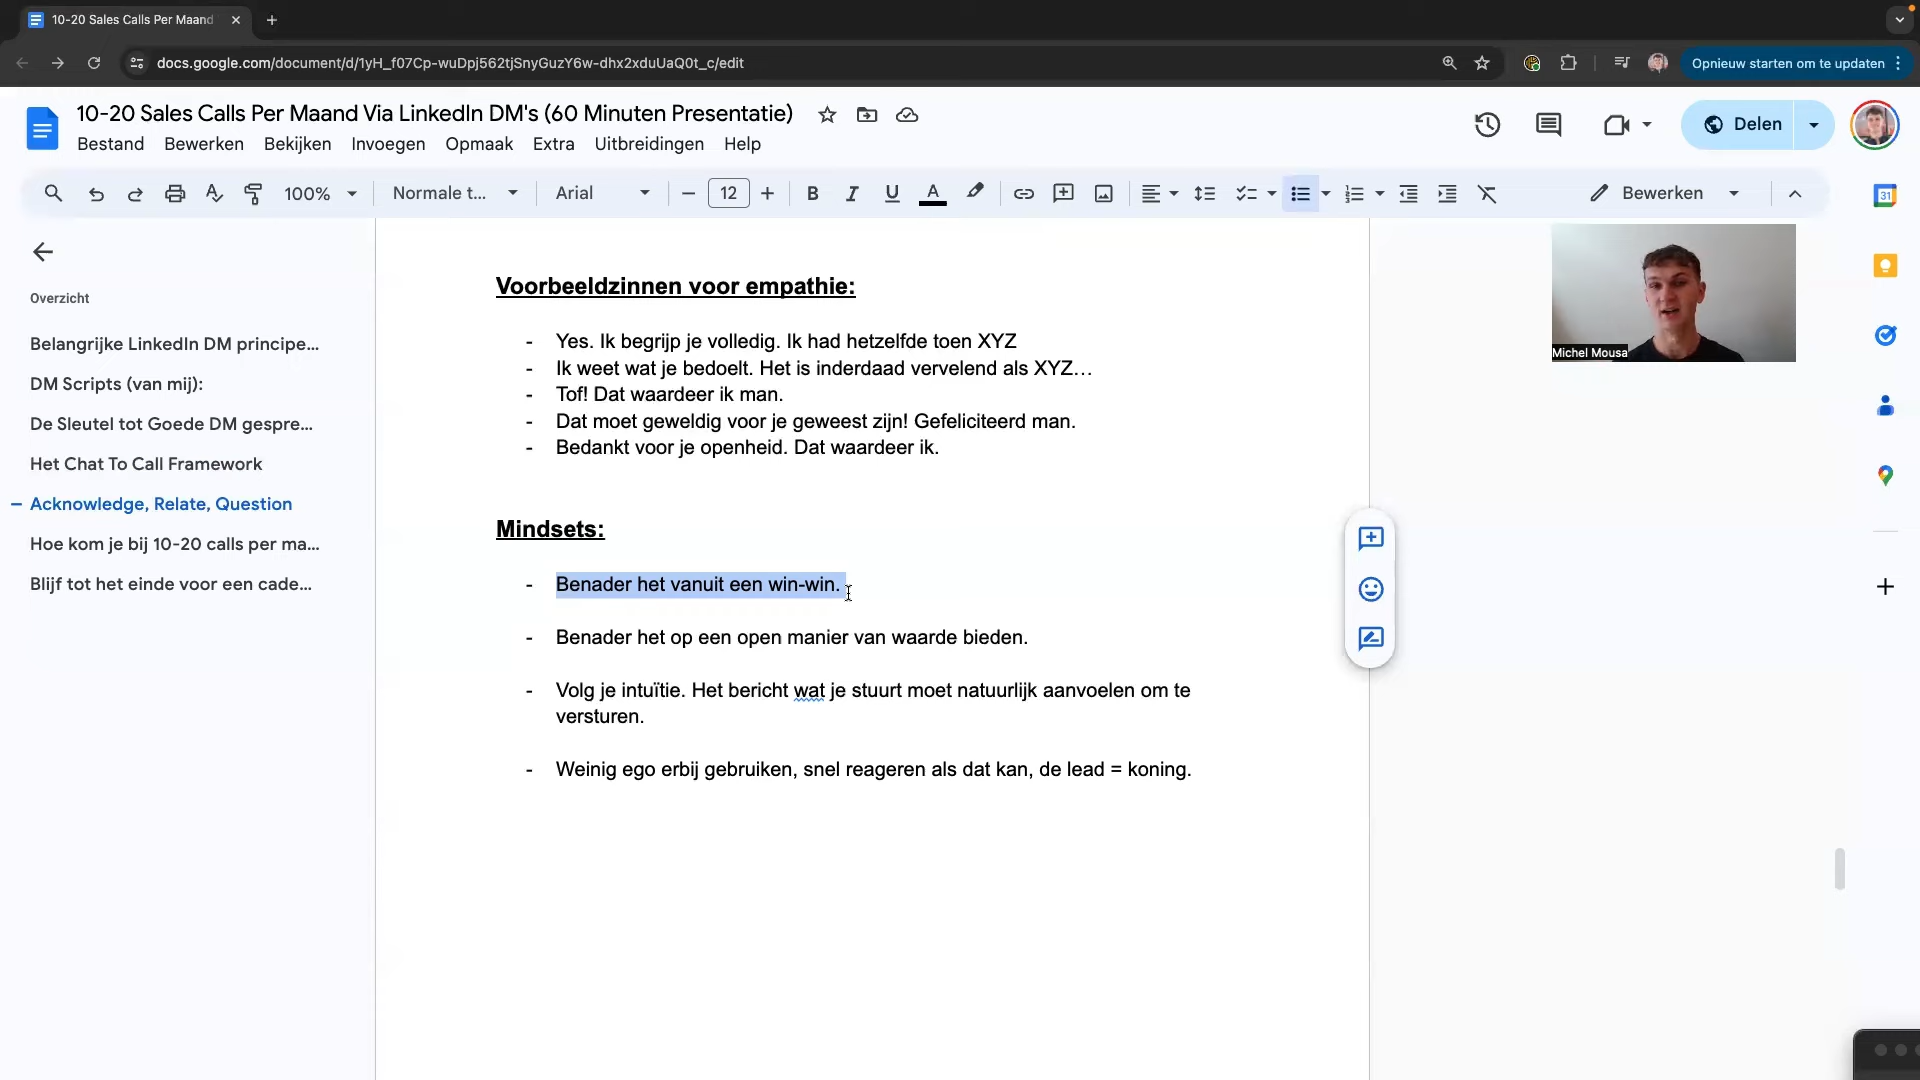 10-20 Sales Calls Per Maand
docs.google.com/document/d/1yH_f07Cp-wuDpj562tjSnyGuzY6w-dhx2xduUaQ0t_c/edit
Opnieuw starten om te updaten
10-20 Sales Calls Per Maand Via LinkedIn DM's (60 Minuten Presentatie)
Delen
Bestand Bewerken Bekijken Invoegen Opmaak Extra Uitbreidingen Help
100% Normale t... Arial 12 Bewerken
31
Overzicht
Belangrijke LinkedIn DM principe...
DM Scripts (van mij):
De Sleutel tot Goede DM gespre...
Het Chat To Call Framework
Acknowledge, Relate, Question
Hoe kom je bij 10-20 calls per ma...
Blijf tot het einde voor een cade...
Voorbeeldzinnen voor empathie:
- Yes. Ik begrijp je volledig. Ik had hetzelfde toen XYZ
- Ik weet wat je bedoelt. Het is inderdaad vervelend als XYZ…
- Tof! Dat waardeer ik man.
- Dat moet geweldig voor je geweest zijn! Gefeliciteerd man.
- Bedankt voor je openheid. Dat waardeer ik.
Mindsets:
- Benader het vanuit een win-win.
- Benader het op een open manier van waarde bieden.
- Volg je intuïtie. Het bericht wat je stuurt moet natuurlijk aanvoelen om te
versturen.
- Weinig ego erbij gebruiken, snel reageren als dat kan, de lead = koning.
Michel Mousa